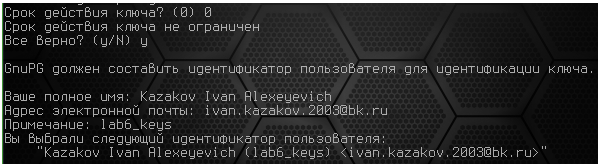 Срок действия ключа? (0) 0
Срок действия ключа не ограничен
Все верно? (y/N) y
GnuPG должен составить идентификатор пользователя для идентификации ключа.
Ваше полное имя: Kazakov Ivan Alexeyevich
Адрес электронной почты: ivan.kazakov.2003@bk.ru
Примечание: lab6_keys
Вы выбрали следующий идентификатор пользователя:
"Kazakov Ivan Alexeyevich (lab6_keys) <ivan.kazakov.2003@bk.ru>"